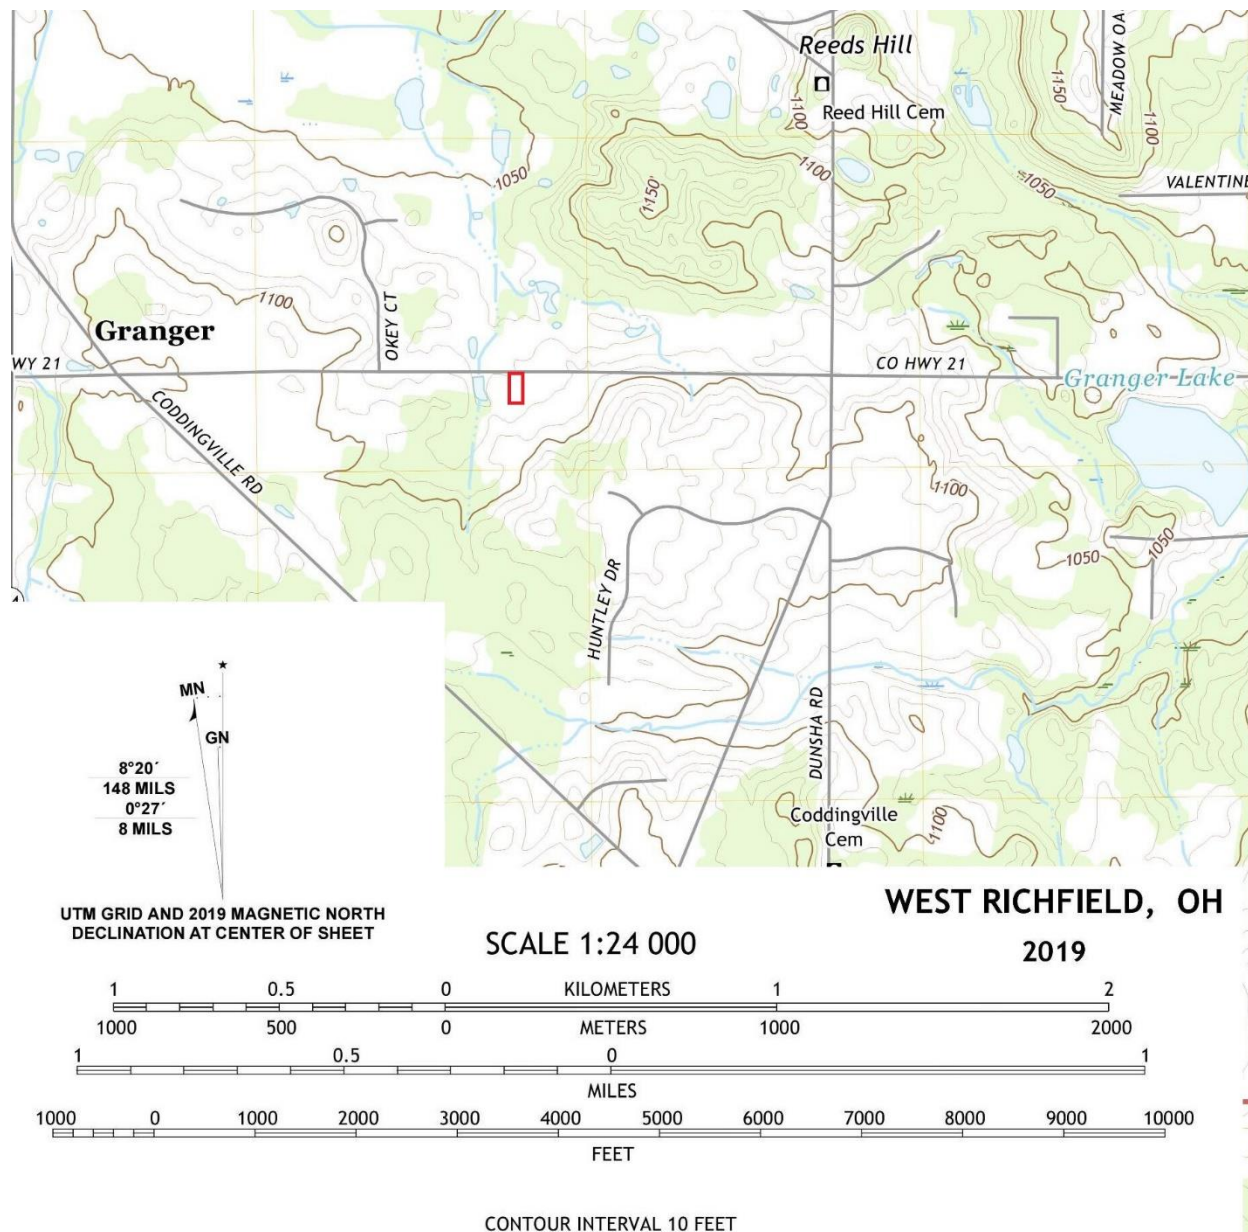 Reeds Hill
Reed Hill Cem
MEADOW OA
1150
1100
1100
1100
1100
1050
1050
1150
VALENTINE
1100
Granger
OKEY CT
WY 21
CO HWY 21
Granger Lake
CODDINGVILLE RD
1100
1050
1050
HUNTLEY DR
DUNSHA RD
Coddingville
Cem
1100
★
MN
GN
8°20´
148 MILS
0°27´
8 MILS
UTM GRID AND 2019 MAGNETIC NORTH
DECLINATION AT CENTER OF SHEET
WEST RICHFIELD, OH
2019
SCALE 1:24 000
1 0.5 0 KILOMETERS 1 2
1000 500 0 METERS 1000 2000
1 0.5 0 1
MILES
1000 0 1000 2000 3000 4000 5000 6000 7000 8000 9000 10000
FEET
CONTOUR INTERVAL 10 FEET